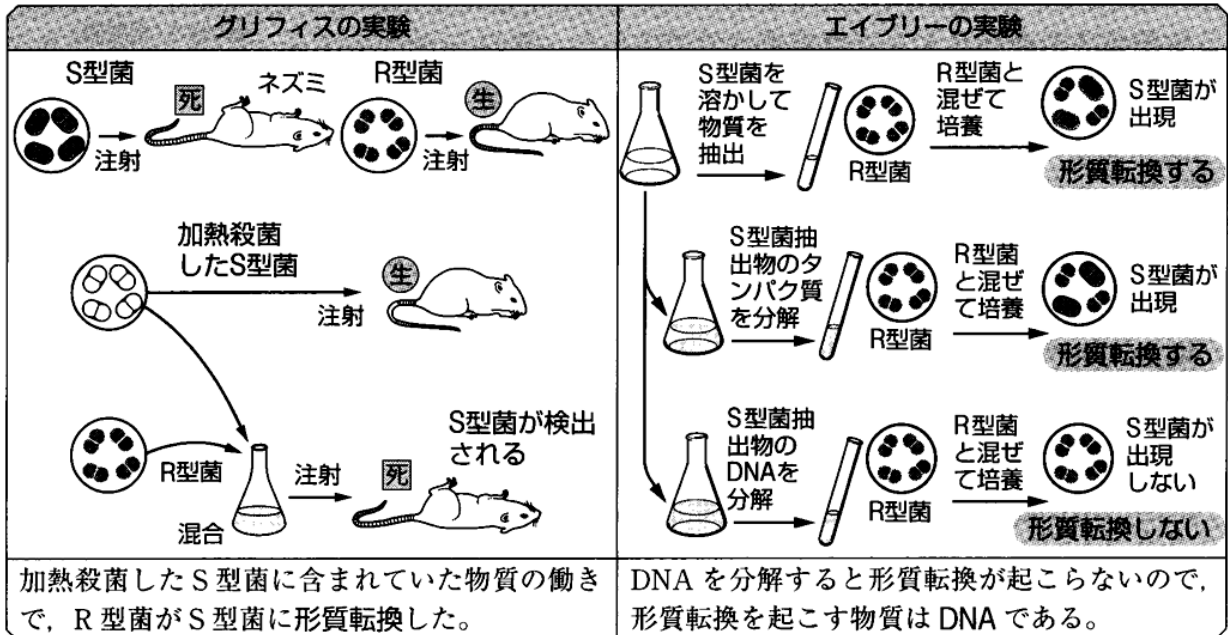 グリフィスの実験
S型菌
注射
死
ネズミ
R型菌
注射
生
加熱殺菌
したS型菌
注射
生
R型菌
混合
注射
死
S型菌が検出
される
加熱殺菌したS型菌に含まれていた物質の働き
で，R型菌がS型菌に形質転換した。
エイブリーの実験
S型菌を
溶かして
物質を
抽出
R型菌
R型菌と
混ぜて
培養
S型菌が
出現
形質転換する
S型菌抽
出物のタ
ンパク質
を分解
R型菌
R型菌
と混ぜ
て培養
S型菌が
出現
形質転換する
S型菌抽
出物の
DNAを
分解
R型菌
R型菌
と混ぜ
て培養
S型菌が
出現
しない
形質転換しない
DNAを分解すると形質転換が起こらないので，
形質転換を起こす物質はDNAである。